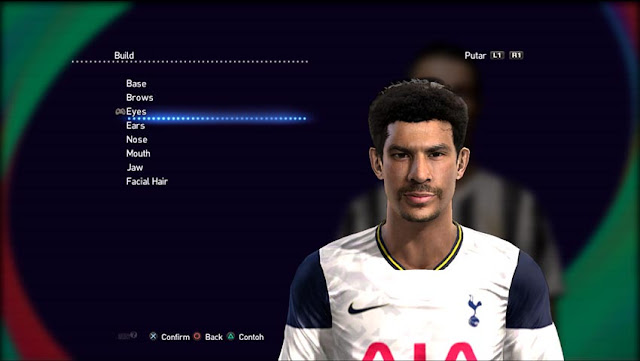 Build
Putar L1 R1
Base
Brows
Eyes
Ears
Nose
Mouth
Jaw
Facial Hair
AIA
Confirm Back Contoh